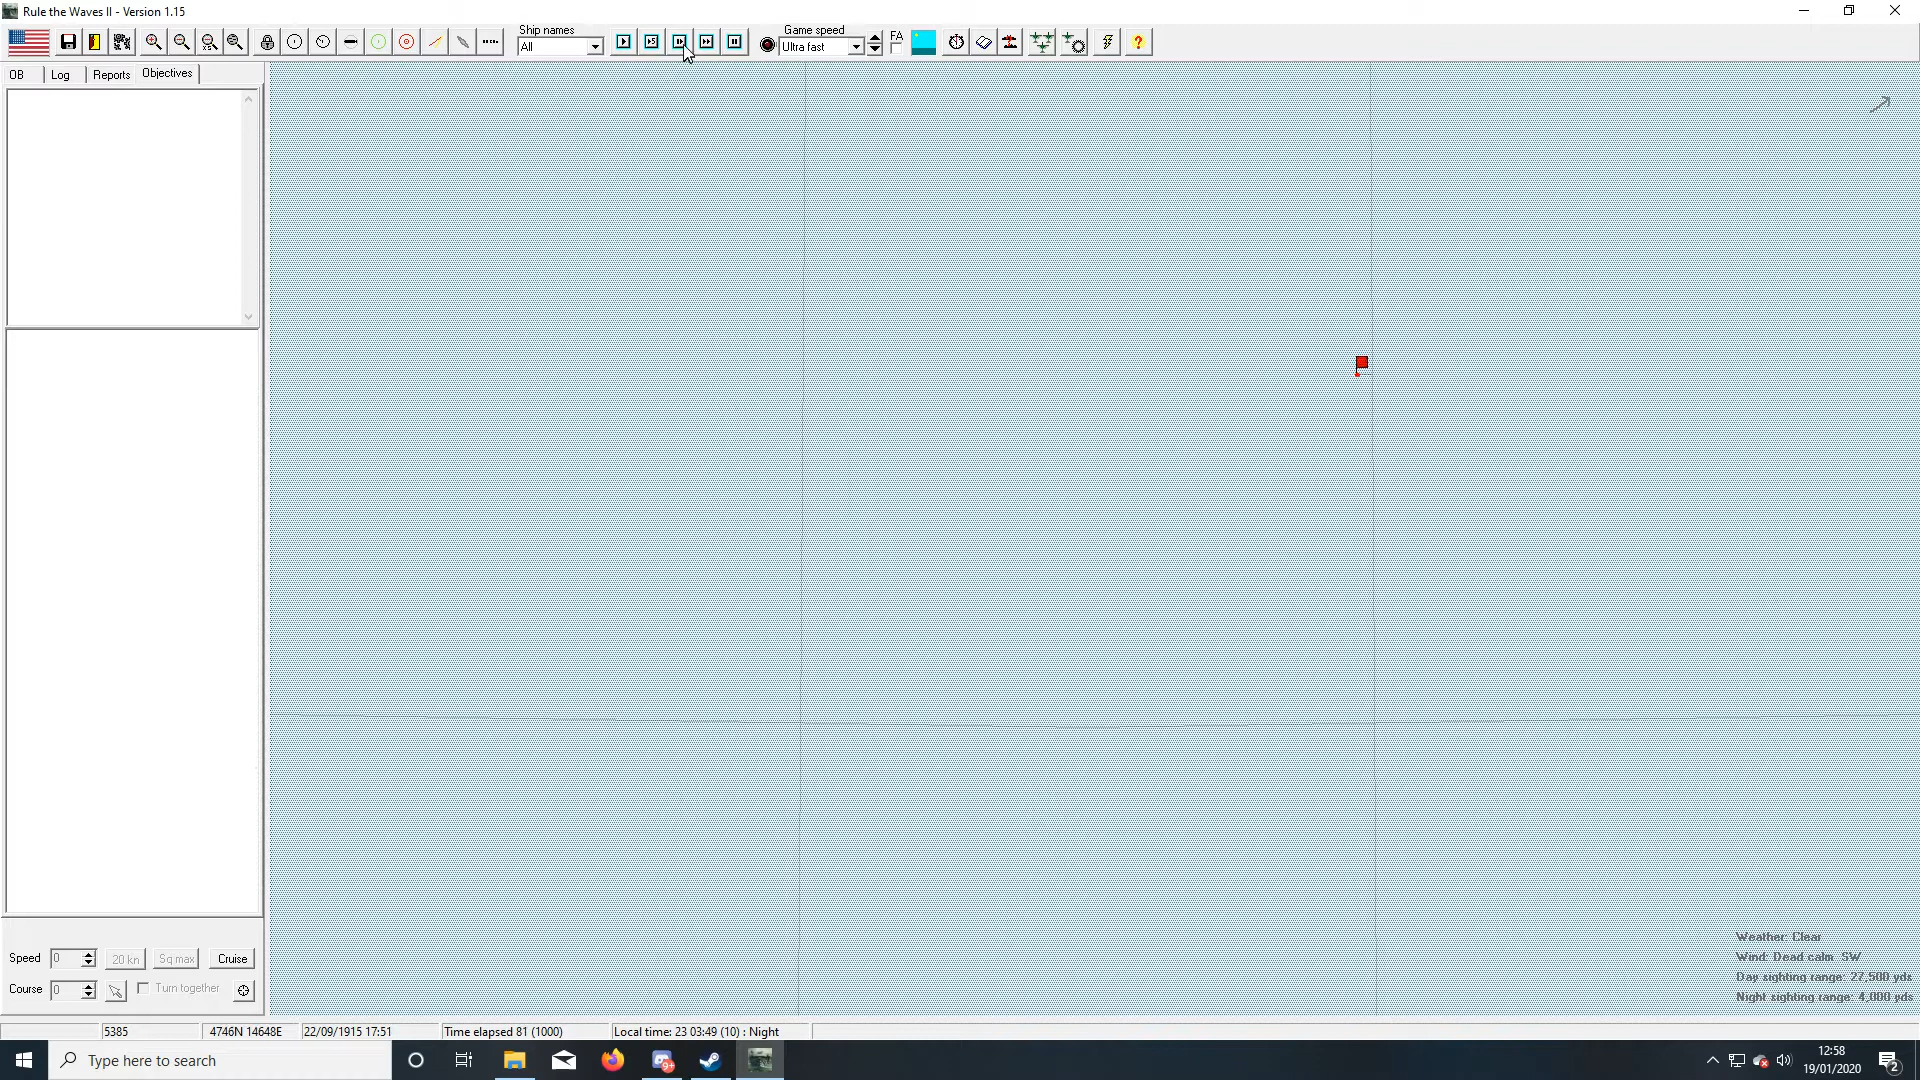 Rule the Waves II - Version 1.15
Ship names
All
Game speed
Ultra fast
FA
OB
Log
Reports
Objectives
Speed
0
20 kn
Sq max
Cruise
Course
0
Turn together
Weather: Clear
Wind: Dead calm SW
Day sighting range: 27,500 yds
Night sighting range: 4,000 yds
5385
4746N 14648E
22/09/1915 17:51
Time elapsed 81 (1000)
Local time: 23 03:49 (10) : Night
Type here to search
9+
12:58
19/01/2020
2